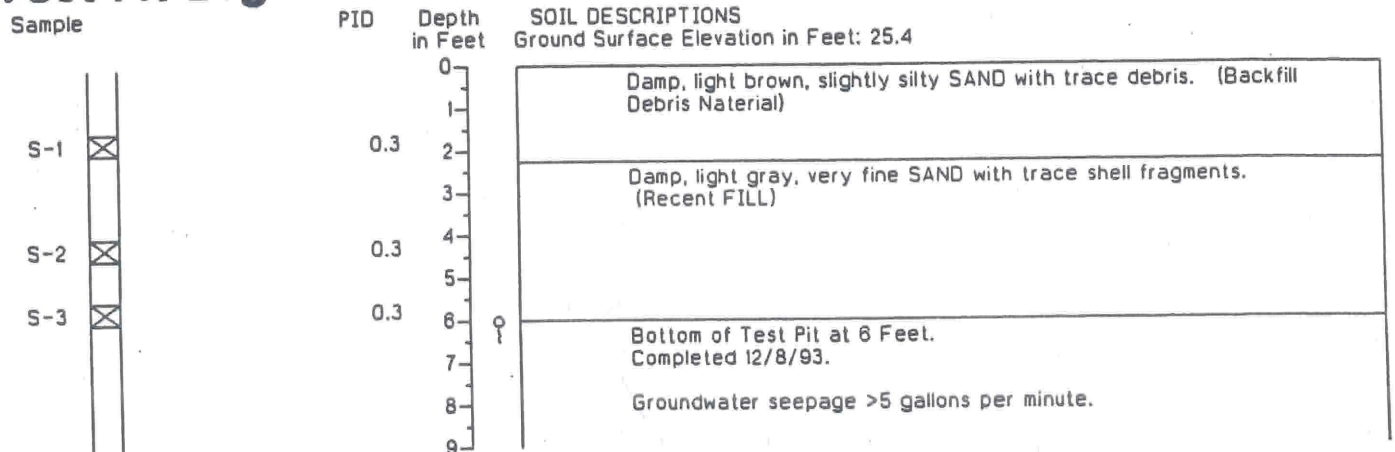 Sample PID Depth in Feet SOIL DESCRIPTIONS
Ground Surface Elevation in Feet: 25.4
0
Damp, light brown, slightly silty SAND with trace debris. (Backfill
Debris Naterial)
1
S-1 0.3 2
Damp, light gray, very fine SAND with trace shell fragments.
(Recent FILL)
3
4
S-2 0.3
5
S-3 0.3 6
Bottom of Test Pit at 6 Feet.
Completed 12/8/93.
7
8
Groundwater seepage >5 gallons per minute.
9